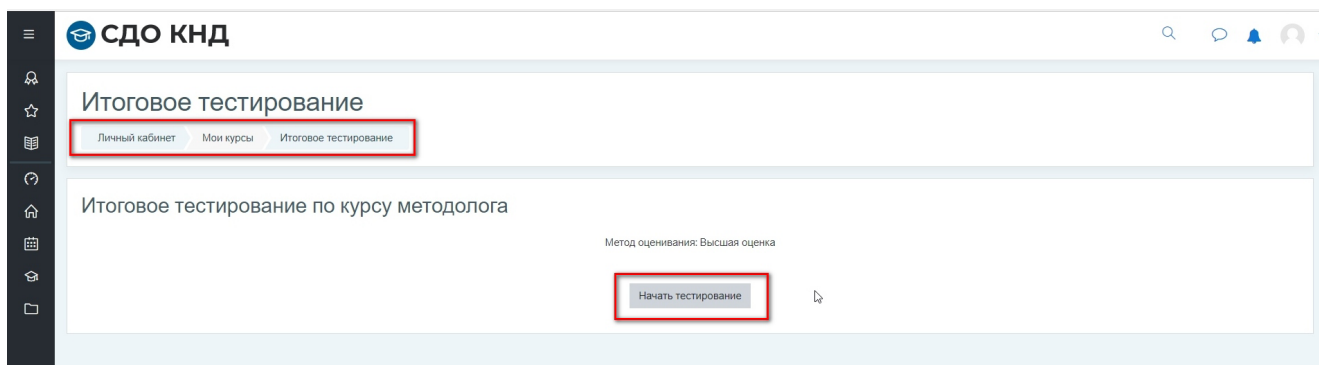 СДО КНД
Итоговое тестирование
Личный кабинет Мои курсы Итоговое тестирование
Итоговое тестирование по курсу методолога
Метод оценивания: Высшая оценка
Начать тестирование